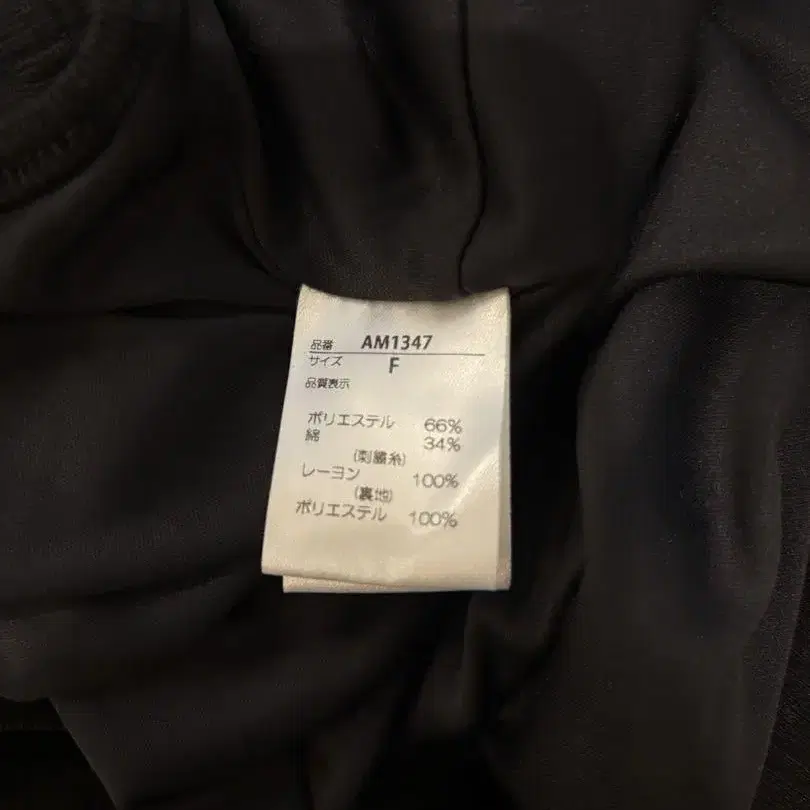 品番 AM1347
サイズ F
品質表示
ポリエステル 66%
綿 34%
(刺繍糸)
レーヨン 100%
(裏地)
ポリエステル 100%